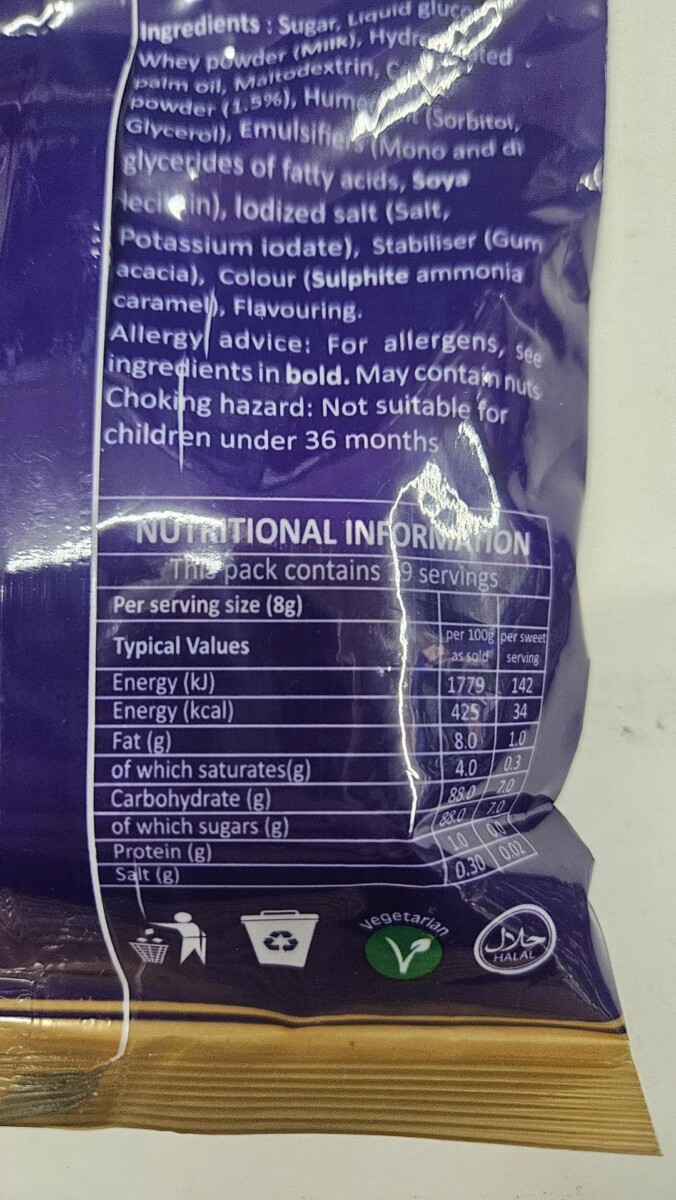 Ingredients : Sugar, Liquid
Whey powder (Milk),
palm oil, Maltodextrin,
powder (1.5%), (Sorbitol,
Glycerol), Emulsifiers (Mono and di
glycerides of fatty acids, Soya
lecithin), Iodized salt (Salt,
Potassium iodate), Stabiliser (Gum
acacia), Colour (Sulphite ammonia
caramel), Flavouring.
Allergy advice: For allergens, see
ingredients in bold. May contain nuts
Choking hazard: Not suitable for
children under 36 months
NUTRITIONAL INFORMATION
This pack contains servings
Per serving size (8g)
Typical Values per 100g as sold per sweet serving
Energy (kJ) 1779 142
Energy (kcal) 425 34
Fat (g) 8.0 1.0
of which saturates(g) 4.0 0.3
Carbohydrate (g) 88.0 7.0
of which sugars (g) 88.0 7.0
Protein (g) 1.0 0.0
Salt (g) 0.30 0.02
Vegetarian
حلال
HALAL